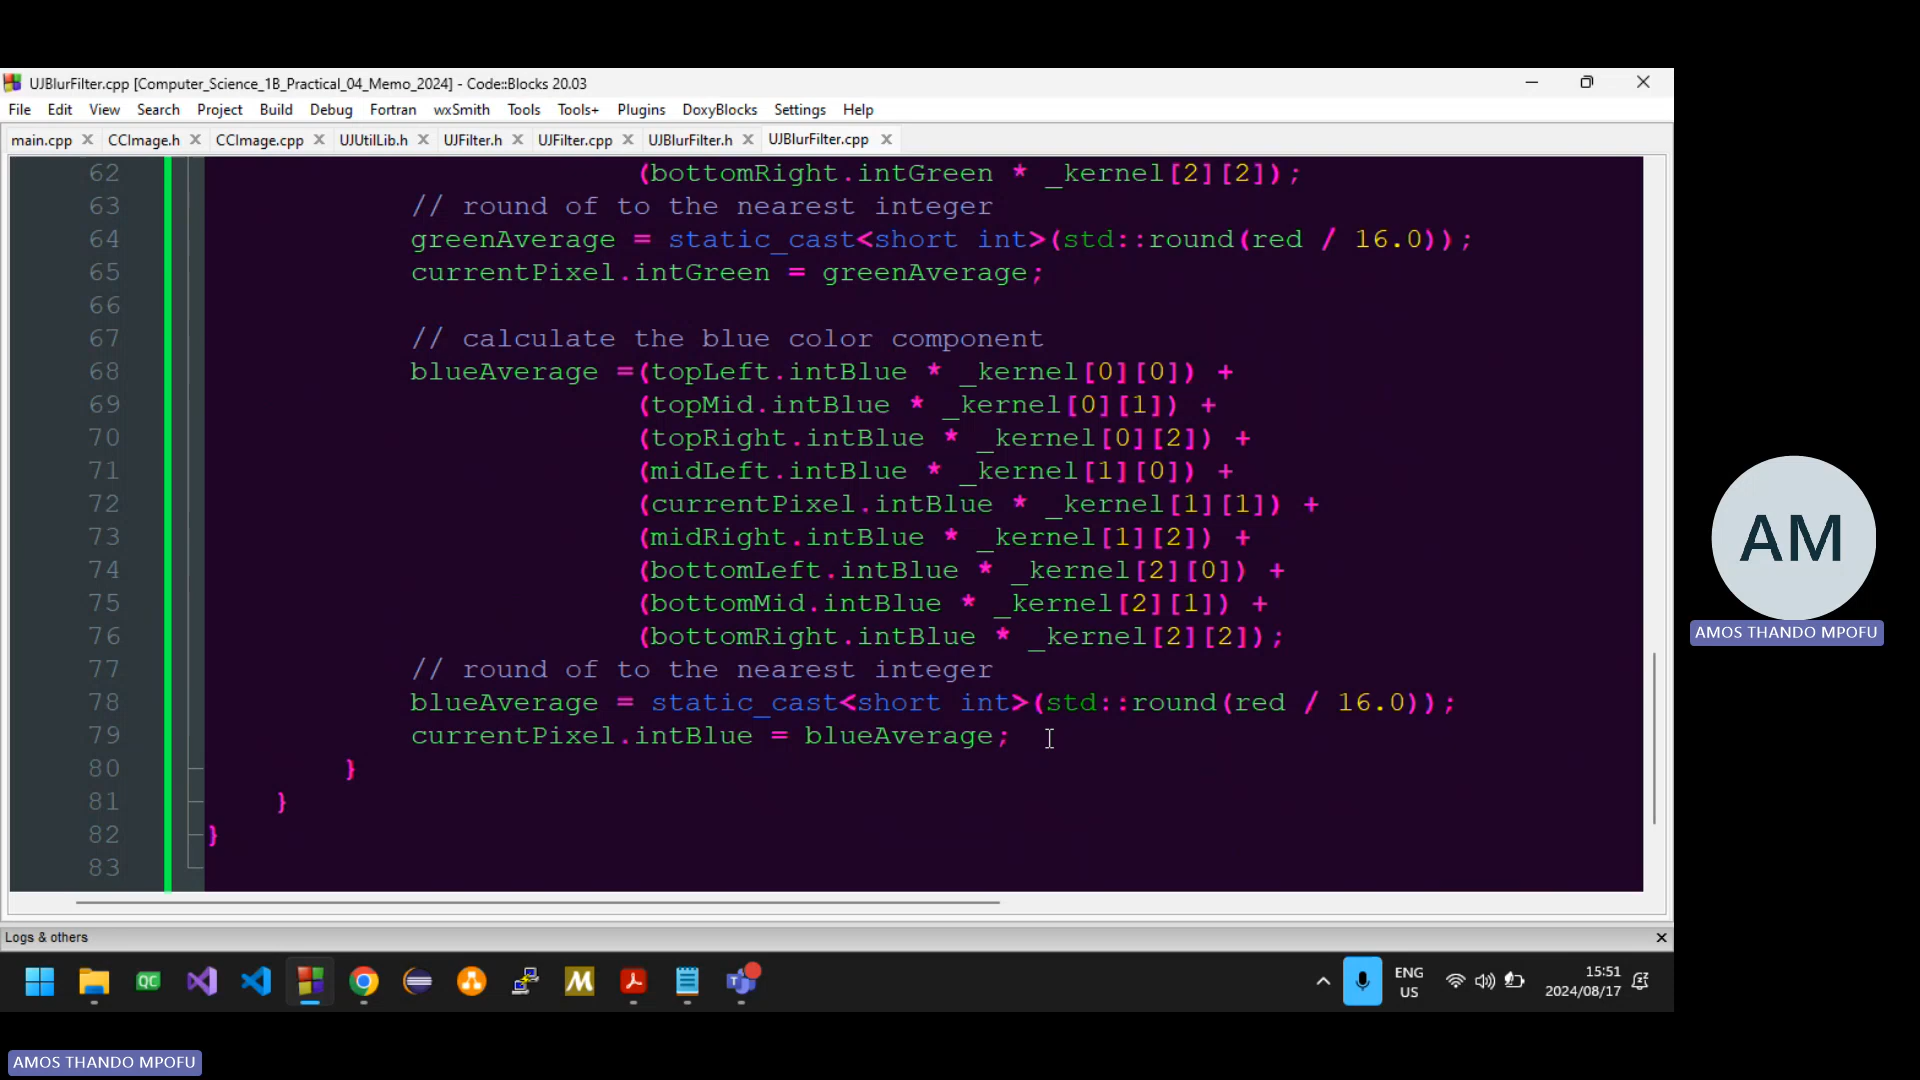 UJBlurFilter.cpp [Computer_Science_1B_Practical_04_Memo_2024] - Code::Blocks 20.03
File Edit View Search Project Build Debug Fortran wxSmith Tools Tools+ Plugins DoxyBlocks Settings Help
main.cpp CCImage.h CCImage.cpp UJUtilLib.h UJFilter.h UJFilter.cpp UJBlurFilter.h UJBlurFilter.cpp
62 (bottomRight.intGreen * _kernel[2][2]);
63 // round of to the nearest integer
64 greenAverage = static_cast<short int>(std::round(red / 16.0));
65 currentPixel.intGreen = greenAverage;
66
67 // calculate the blue color component
68 blueAverage =(topLeft.intBlue * _kernel[0][0]) +
69 (topMid.intBlue * _kernel[0][1]) +
70 (topRight.intBlue * _kernel[0][2]) +
71 (midLeft.intBlue * _kernel[1][0]) +
72 (currentPixel.intBlue * _kernel[1][1]) +
73 (midRight.intBlue * _kernel[1][2]) +
74 (bottomLeft.intBlue * _kernel[2][0]) +
75 (bottomMid.intBlue * _kernel[2][1]) +
76 (bottomRight.intBlue * _kernel[2][2]);
77 // round of to the nearest integer
78 blueAverage = static_cast<short int>(std::round(red / 16.0));
79 currentPixel.intBlue = blueAverage;
80 }
81 }
82 }
83
Logs & others
QC
M
ENG
US
15:51
2024/08/17
AM
AMOS THANDO MPOFU
AMOS THANDO MPOFU